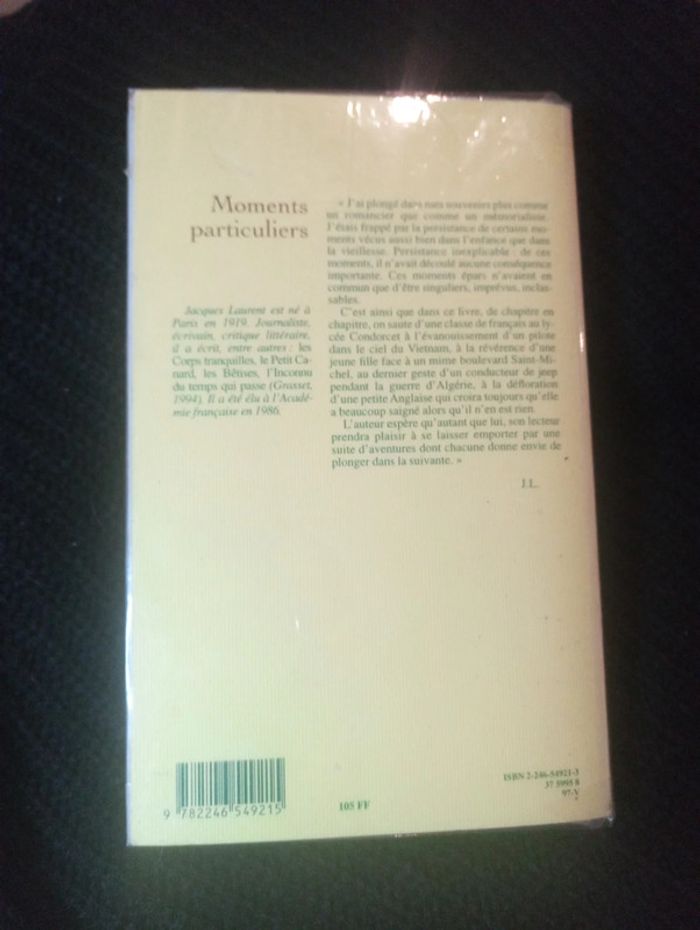 Moments
particuliers
Jacques Laurent est né à
Paris en 1919. Journaliste,
écrivain, critique littéraire,
il a écrit, entre autres : les
Corps tranquilles, le Petit Ca-
nard, les Bêtises, l'Inconnu
du temps qui passe (Grasset,
1994). Il a été élu à l'Acadé-
mie française en 1986.
« J'ai plongé dans mes souvenirs plus comme
un romancier que comme un mémorialiste.
J'étais frappé par la persistance de certains mo-
ments vécus aussi bien dans l'enfance que dans
la vieillesse. Persistance inexplicable : de ces
moments, il n'avait découlé aucune conséquence
importante. Ces moments épars n'avaient en
commun que d'être singuliers, imprévus, inclas-
sables.
C'est ainsi que dans ce livre, de chapitre en
chapitre, on saute d'une classe de français au ly-
cée Condorcet à l'évanouissement d'un pilote
dans le ciel du Vietnam, à la révérence d'une
jeune fille face à un mime boulevard Saint-Mi-
chel, au dernier geste d'un conducteur de jeep
pendant la guerre d'Algérie, à la défloration
d'une petite Anglaise qui croira toujours qu'elle
a beaucoup saigné alors qu'il n'en est rien.
L'auteur espère qu'autant que lui, son lecteur
prendra plaisir à se laisser emporter par une
suite d'aventures dont chacune donne envie de
plonger dans la suivante. »
J.L.
9 782246 549215
105 FF
ISBN 2-246-54921-3
37 5995 8
97-V